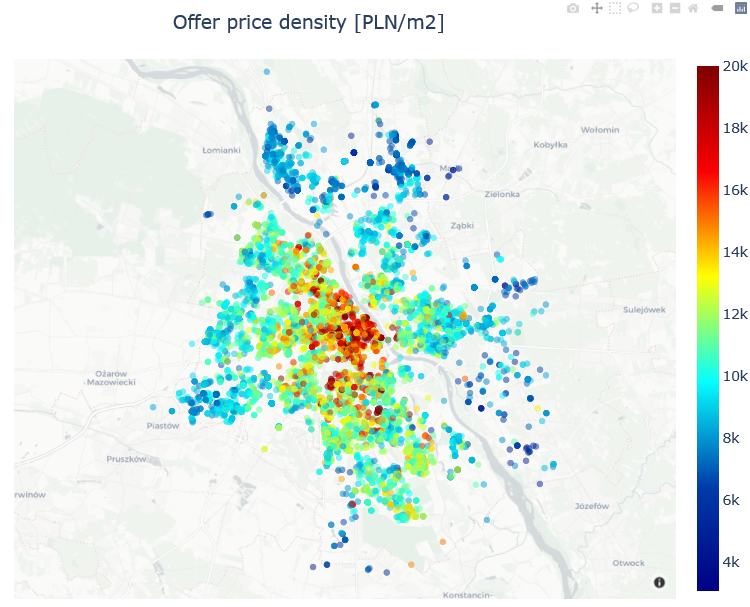 Offer price density [PLN/m2]
20k
18k
16k
14k
12k
10k
8k
6k
4k
Wołomin
Kobyłka
Łomianki
Zielonka
Ząbki
Sulejówek
Ożarów
Mazowiecki
Piastów
Pruszków
rwinów
Józefów
Otwock
Konstancin-